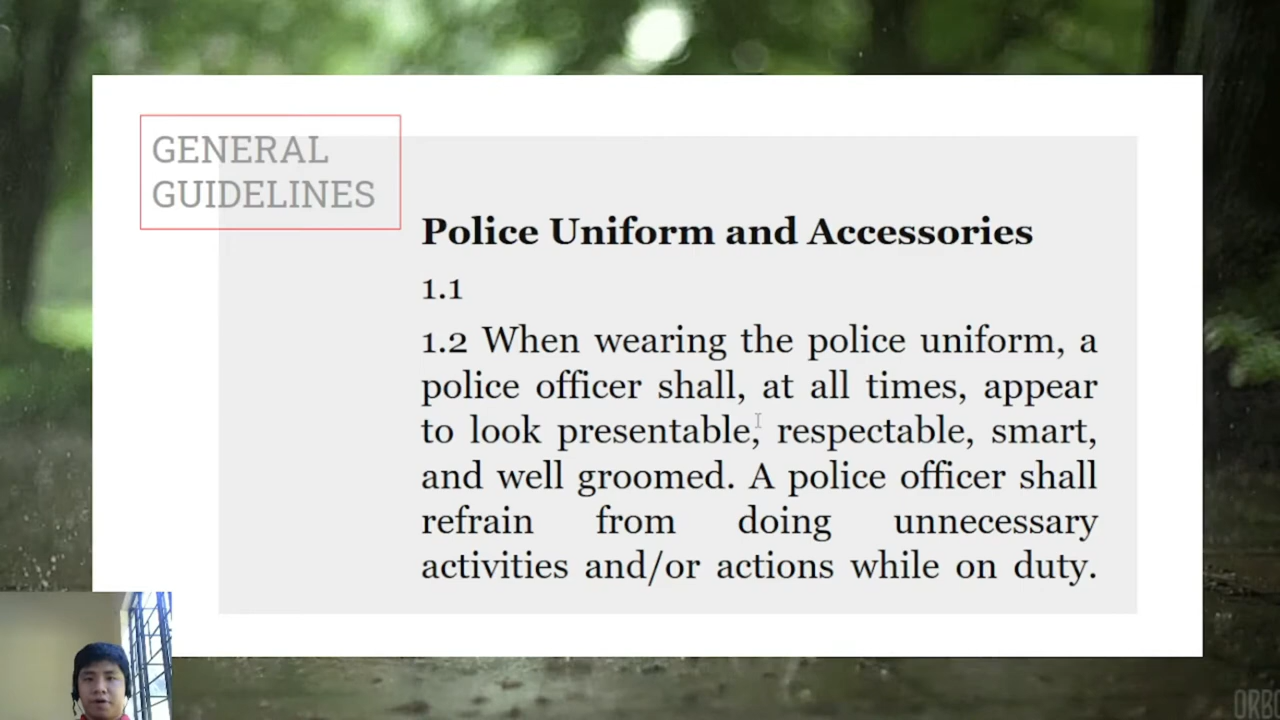 GENERAL
GUIDELINES
Police Uniform and Accessories
1.1
1.2 When wearing the police uniform, a
police officer shall, at all times, appear
to look presentable, respectable, smart,
and well groomed. A police officer shall
refrain from doing unnecessary
activities and/or actions while on duty.